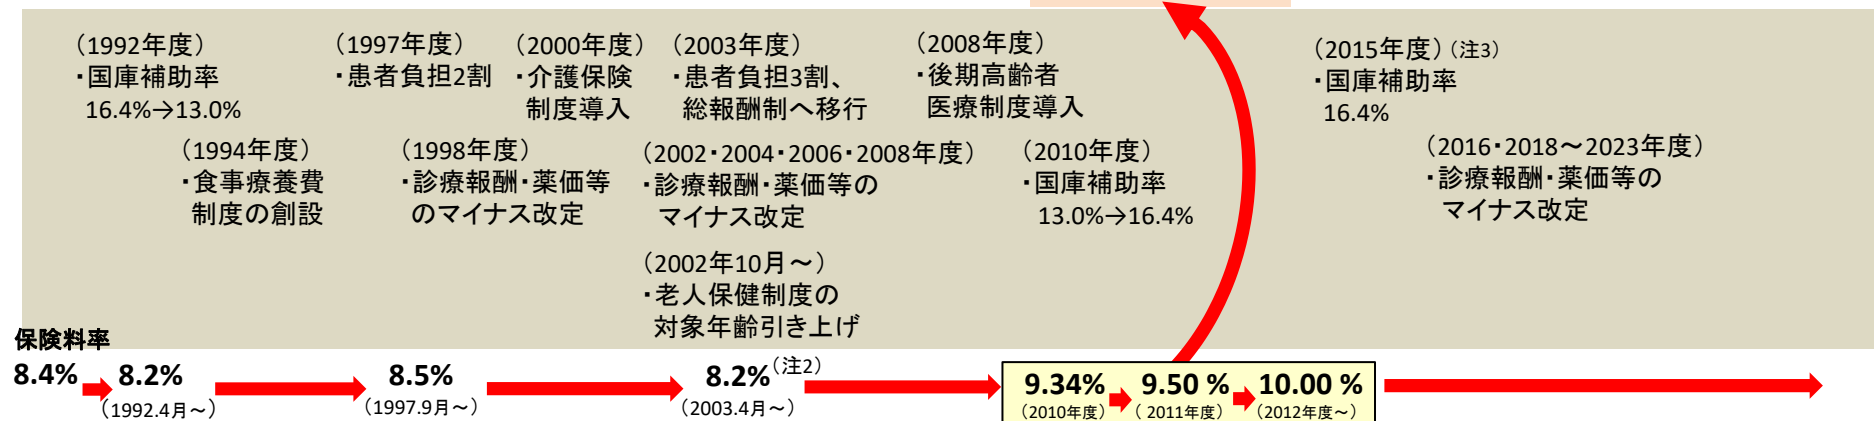 （1992年度）
・国庫補助率
16.4%→13.0%
（1994年度）
・食事療養費
制度の創設
（1997年度）
・患者負担2割
（1998年度）
・診療報酬・薬価等
のマイナス改定
（2000年度）
・介護保険
制度導入
（2003年度）
・患者負担3割、
総報酬制へ移行
（2002・2004・2006・2008年度）
・診療報酬・薬価等の
マイナス改定
（2002年10月～）
・老人保健制度の
対象年齢引き上げ
（2008年度）
・後期高齢者
医療制度導入
（2010年度）
・国庫補助率
13.0%→16.4%
（2015年度）（注3）
・国庫補助率
16.4%
（2016・2018～2023年度）
・診療報酬・薬価等の
マイナス改定
保険料率
8.4%
8.2%
（1992.4月～）
8.5%
（1997.9月～）
8.2%（注2）
（2003.4月～）
9.34%
（2010年度）
9.50 %
（2011年度）
10.00 %
（2012年度～）